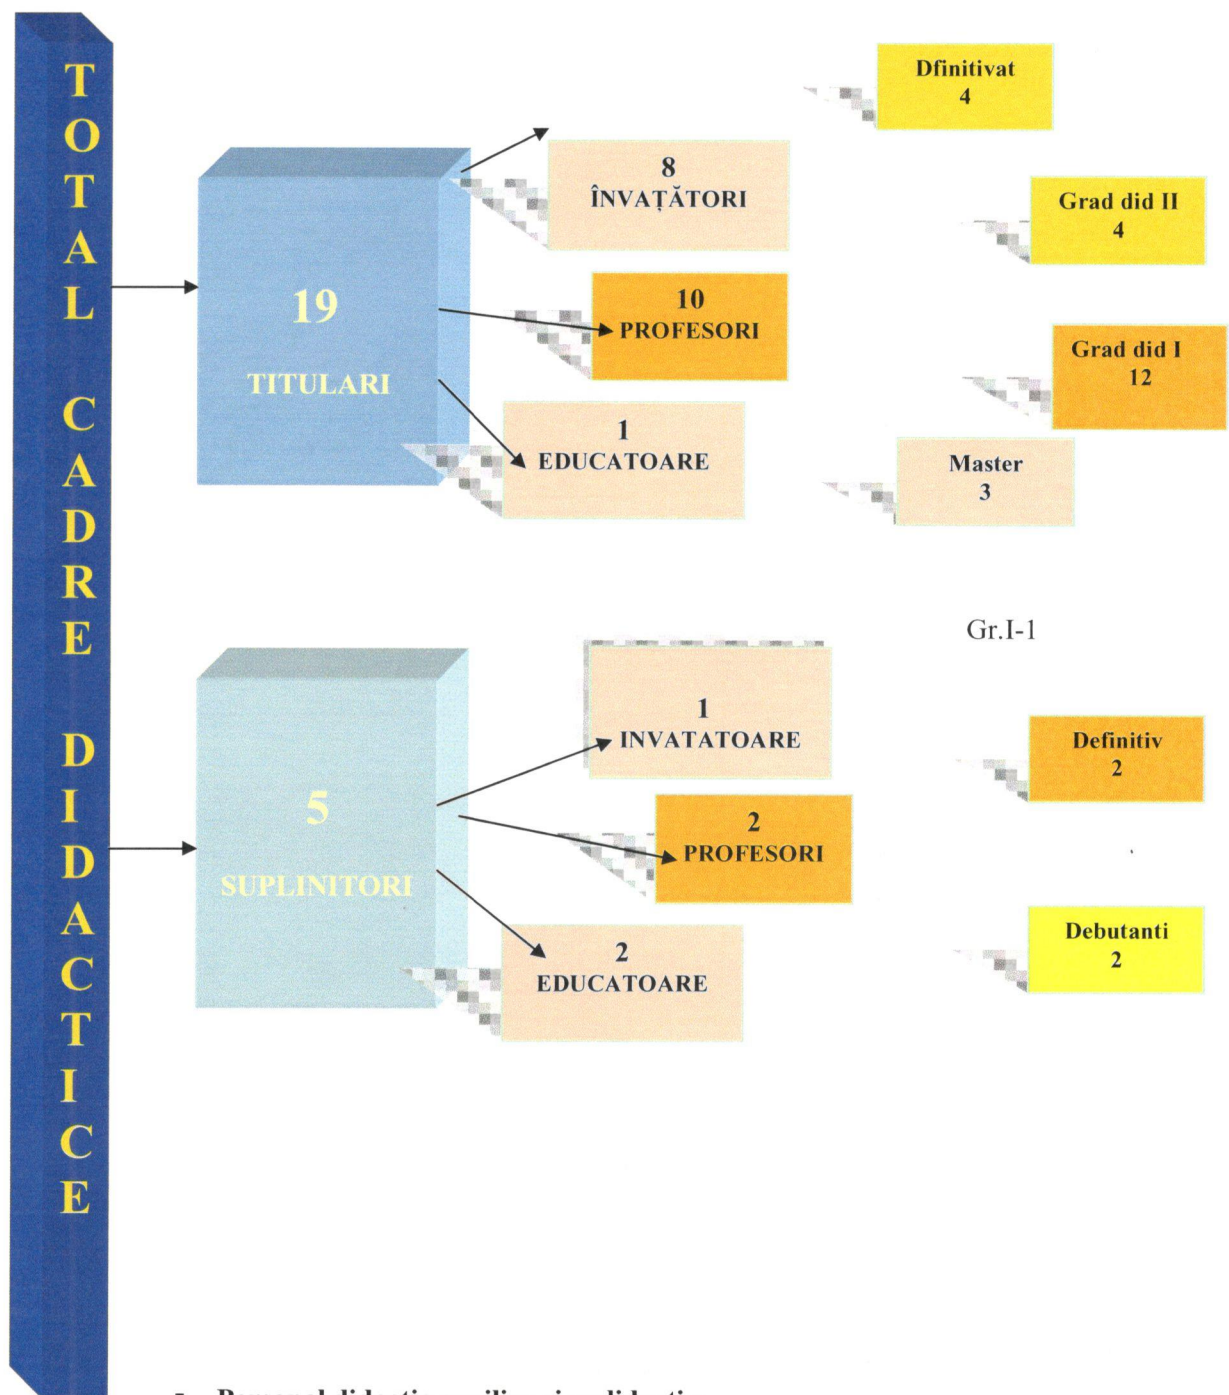 TOTAL CADRE DIDACTICE
19
TITULARI
8
ÎNVAȚĂTORI
10
PROFESORI
1
EDUCATOARE
Dfinitivat
4
Grad did II
4
Grad did I
12
Master
3
5
SUPLINITORI
1
INVATATOARE
2
PROFESORI
2
EDUCATOARE
Gr.I-1
Definitiv
2
Debutanti
2